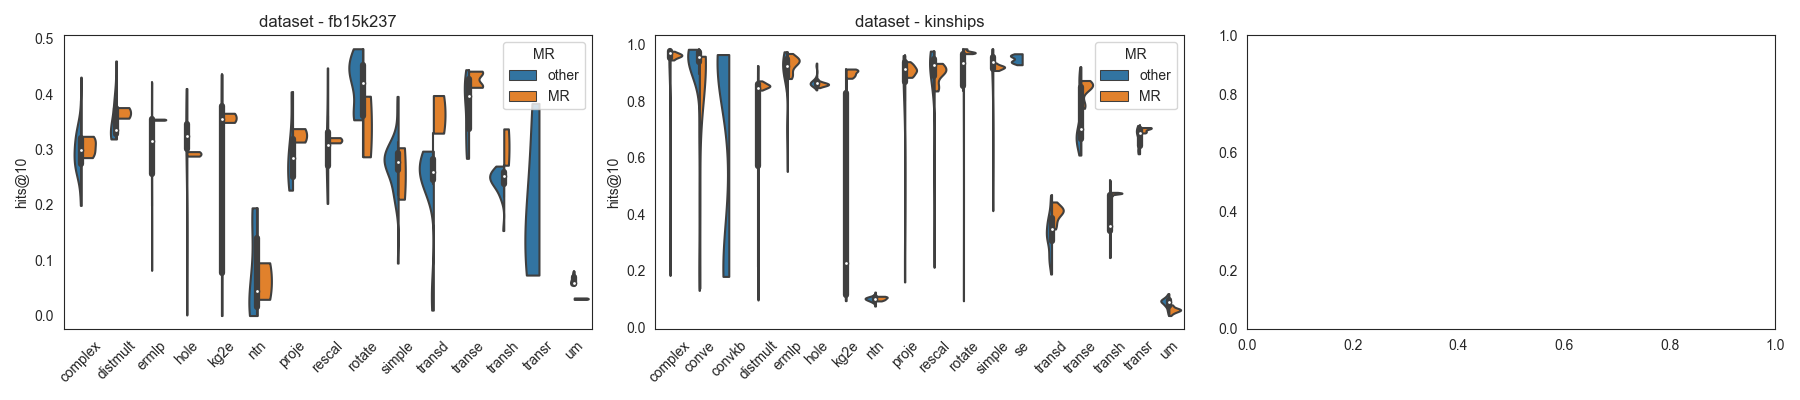 dataset - fb15k237
hits@10
0.5
0.4
0.3
0.2
0.1
0.0
MR
other
MR
complex
distmult
ermlp
hole
kg2e
ntn
proje
rescal
rotate
simple
transd
transe
transh
transr
um
dataset - kinships
hits@10
1.0
0.8
0.6
0.4
0.2
0.0
MR
other
MR
complex
conve
convkb
distmult
ermlp
hole
kg2e
ntn
proje
rescal
rotate
simple
se
transd
transe
transh
transr
um
1.0
0.8
0.6
0.4
0.2
0.0
0.0
0.2
0.4
0.6
0.8
1.0